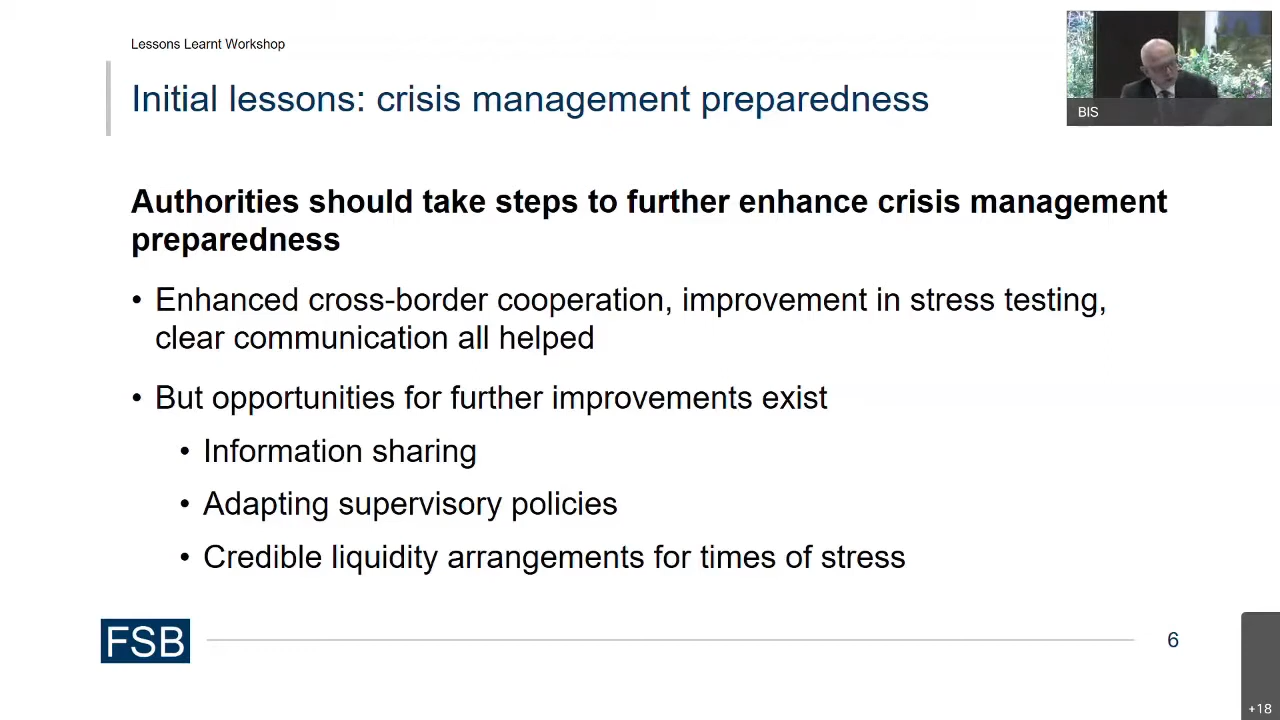 Lessons Learnt Workshop
Initial lessons: crisis management preparedness
BIS
Authorities should take steps to further enhance crisis management
preparedness
• Enhanced cross-border cooperation, improvement in stress testing,
clear communication all helped
• But opportunities for further improvements exist
• Information sharing
• Adapting supervisory policies
• Credible liquidity arrangements for times of stress
FSB
6
+18